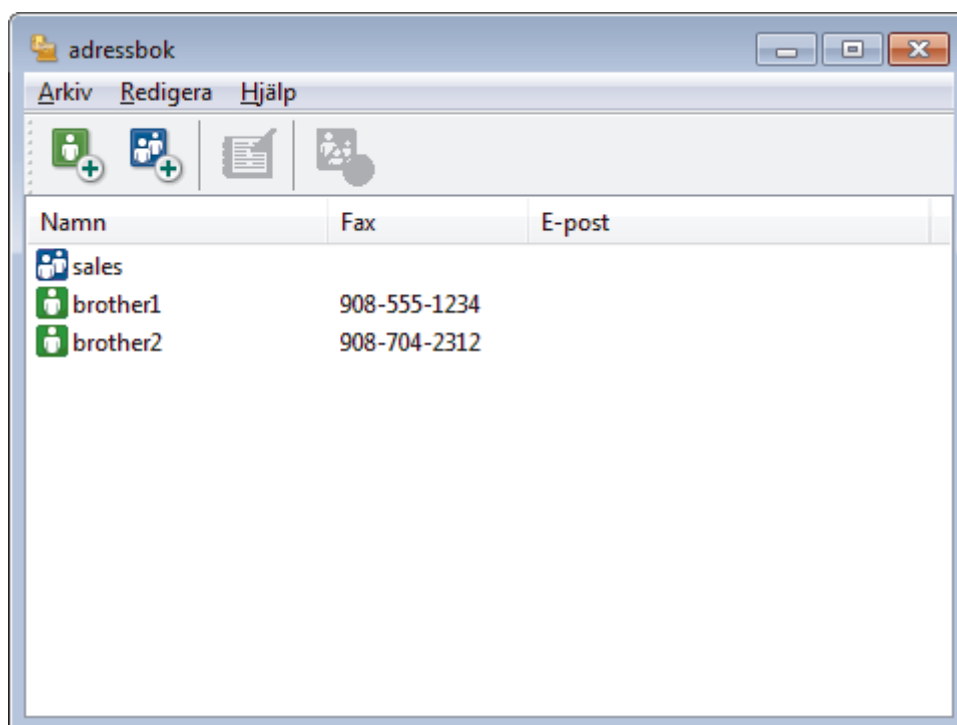 adressbok
Arkiv Redigera Hjälp
Namn Fax E-post
sales
brother1 908-555-1234
brother2 908-704-2312